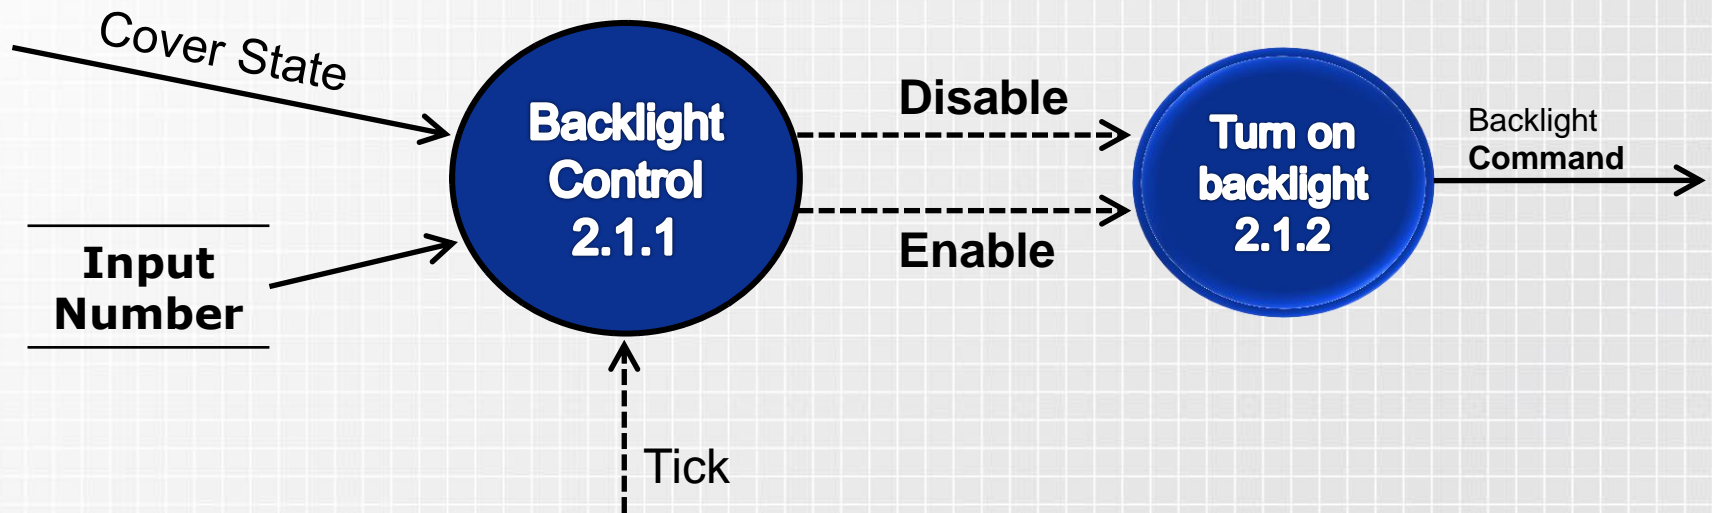 Cover State
Backlight
Control
2.1.1
Disable
Enable
Turn on
backlight
2.1.2
Backlight
Command
Input
Number
Tick